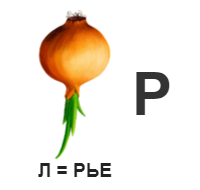 Р
Л = РЬЕ